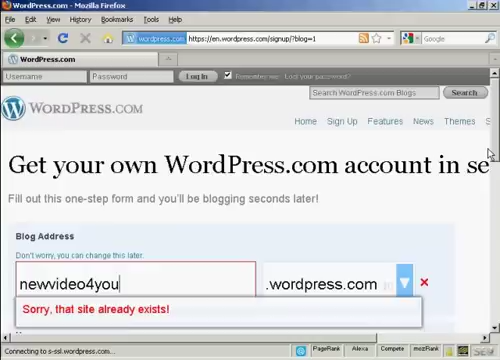 WordPress.com - Mozilla Firefox
File Edit View History Bookmarks Tools Help
wordpress.com https://en.wordpress.com/signup/?blog=1
Google
WordPress.com
Username Password Log In Remember me Lost your password?
Search WordPress.com Blogs Search
WORDPRESS.COM
Home Sign Up Features News Themes S
Get your own WordPress.com account in se
Fill out this one-step form and you'll be blogging seconds later!
Blog Address
Don't worry, you can change this later.
newvideo4you .wordpress.com
Sorry, that site already exists!
Connecting to s-ssl.wordpress.com... PageRank Alexa Compete mozRank